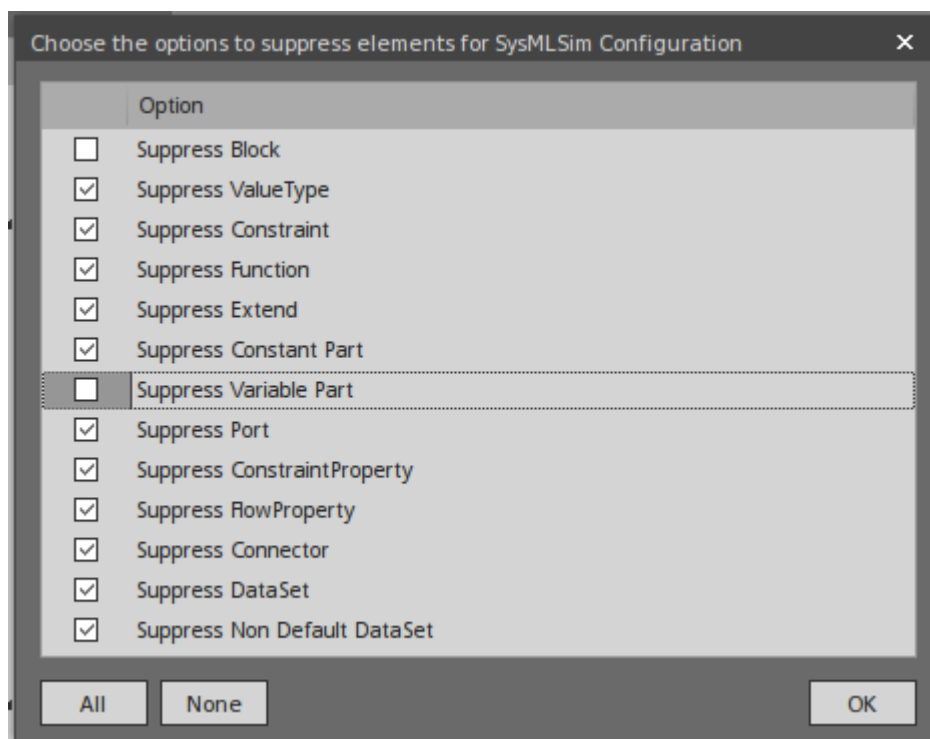 Choose the options to suppress elements for SysMLSim Configuration
Option
Suppress Block
Suppress ValueType
Suppress Constraint
Suppress Function
Suppress Extend
Suppress Constant Part
Suppress Variable Part
Suppress Port
Suppress ConstraintProperty
Suppress FlowProperty
Suppress Connector
Suppress DataSet
Suppress Non Default DataSet
All None OK